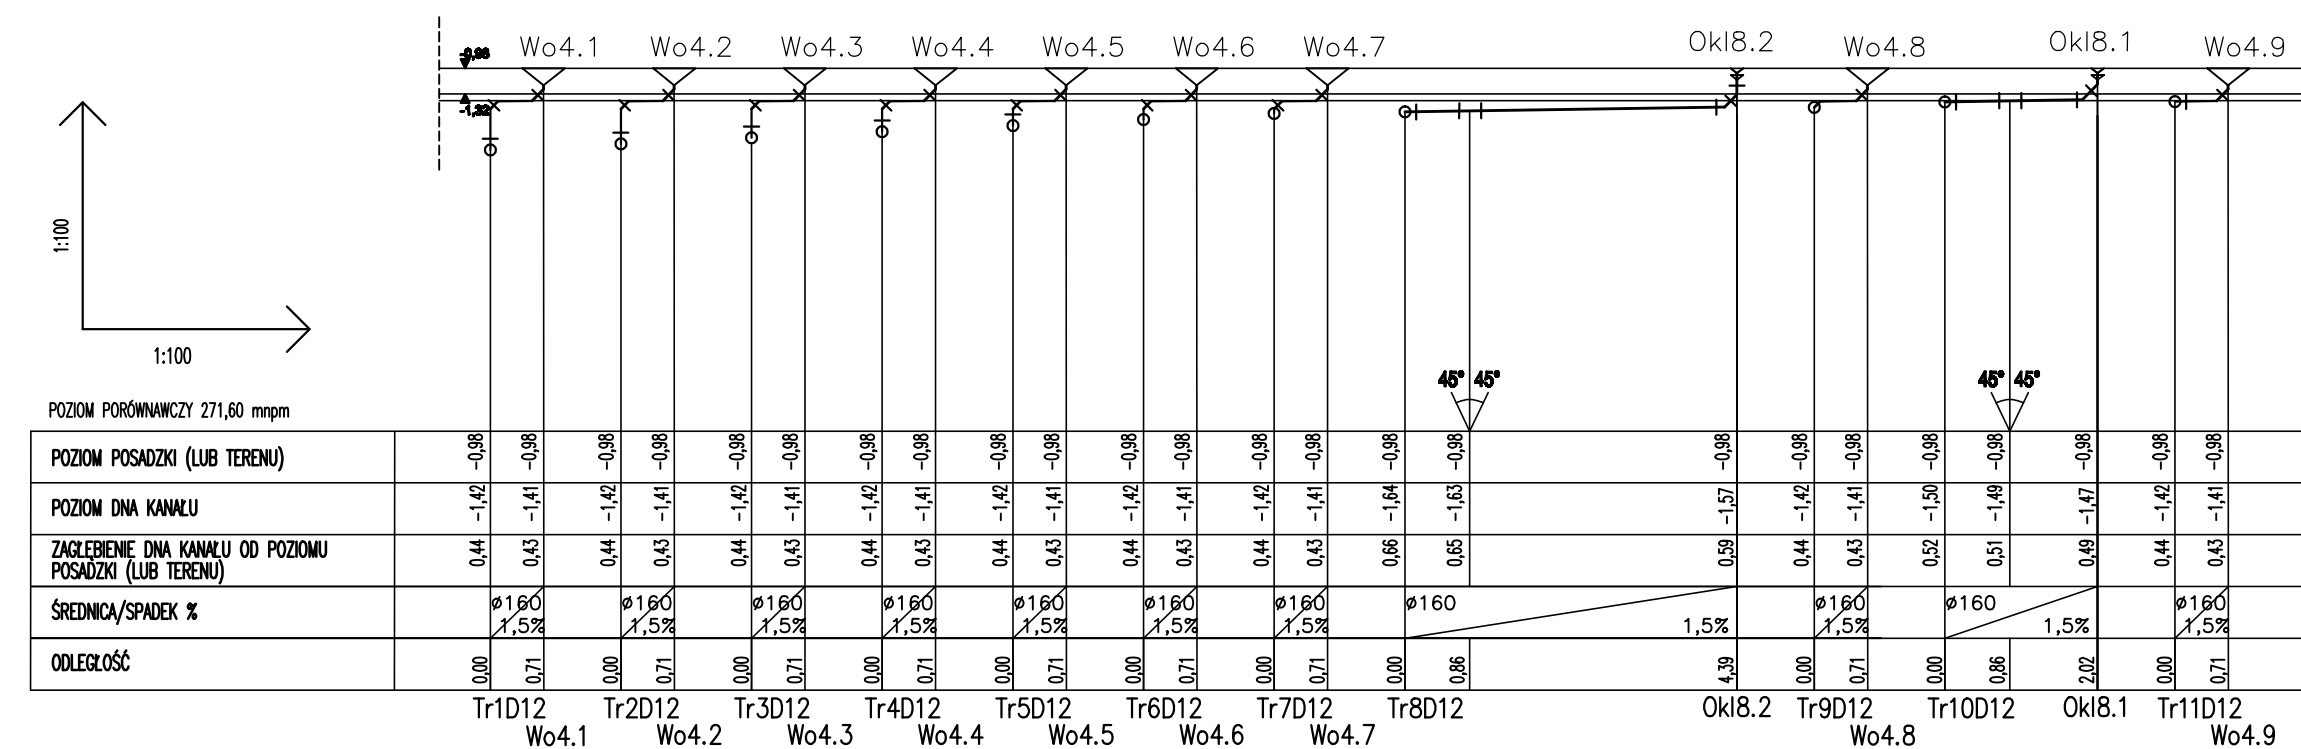 -0,98 Wo4.1 Wo4.2 Wo4.3 Wo4.4 Wo4.5 Wo4.6 Wo4.7 Okl8.2 Wo4.8 Okl8.1 Wo4.9
-1,32
1:100
1:100
45° 45° 45° 45°
POZIOM PORÓWNAWCZY 271,60 mnpm
POZIOM POSADZKI (LUB TERENU) -0,98 -0,98 -0,98 -0,98 -0,98 -0,98 -0,98 -0,98 -0,98 -0,98 -0,98 -0,98 -0,98 -0,98 -0,98 -0,98 -0,98 -0,98 -0,98 -0,98 -0,98 -0,98 -0,98 -0,98
POZIOM DNA KANAŁU -1,42 -1,41 -1,42 -1,41 -1,42 -1,41 -1,42 -1,41 -1,42 -1,41 -1,42 -1,41 -1,42 -1,41 -1,64 -1,63 -1,57 -1,42 -1,41 -1,50 -1,49 -1,47 -1,42 -1,41
ZAGŁĘBIENIE DNA KANAŁU OD POZIOMU
POSADZKI (LUB TERENU) 0,44 0,43 0,44 0,43 0,44 0,43 0,44 0,43 0,44 0,43 0,44 0,43 0,44 0,43 0,66 0,65 0,59 0,44 0,43 0,52 0,51 0,49 0,44 0,43
ŚREDNICA/SPADEK % ø160 ø160 ø160 ø160 ø160 ø160 ø160 ø160 ø160 ø160 ø160
1,5% 1,5% 1,5% 1,5% 1,5% 1,5% 1,5% 1,5% 1,5% 1,5% 1,5%
ODLEGŁOŚĆ 0,00 0,71 0,00 0,71 0,00 0,71 0,00 0,71 0,00 0,71 0,00 0,71 0,00 0,71 0,00 0,86 4,39 0,00 0,71 0,00 0,86 2,02 0,00 0,71
Tr1D12 Tr2D12 Tr3D12 Tr4D12 Tr5D12 Tr6D12 Tr7D12 Tr8D12 Okl8.2 Tr9D12 Tr10D12 Okl8.1 Tr11D12
Wo4.1 Wo4.2 Wo4.3 Wo4.4 Wo4.5 Wo4.6 Wo4.7 Wo4.8 Wo4.9